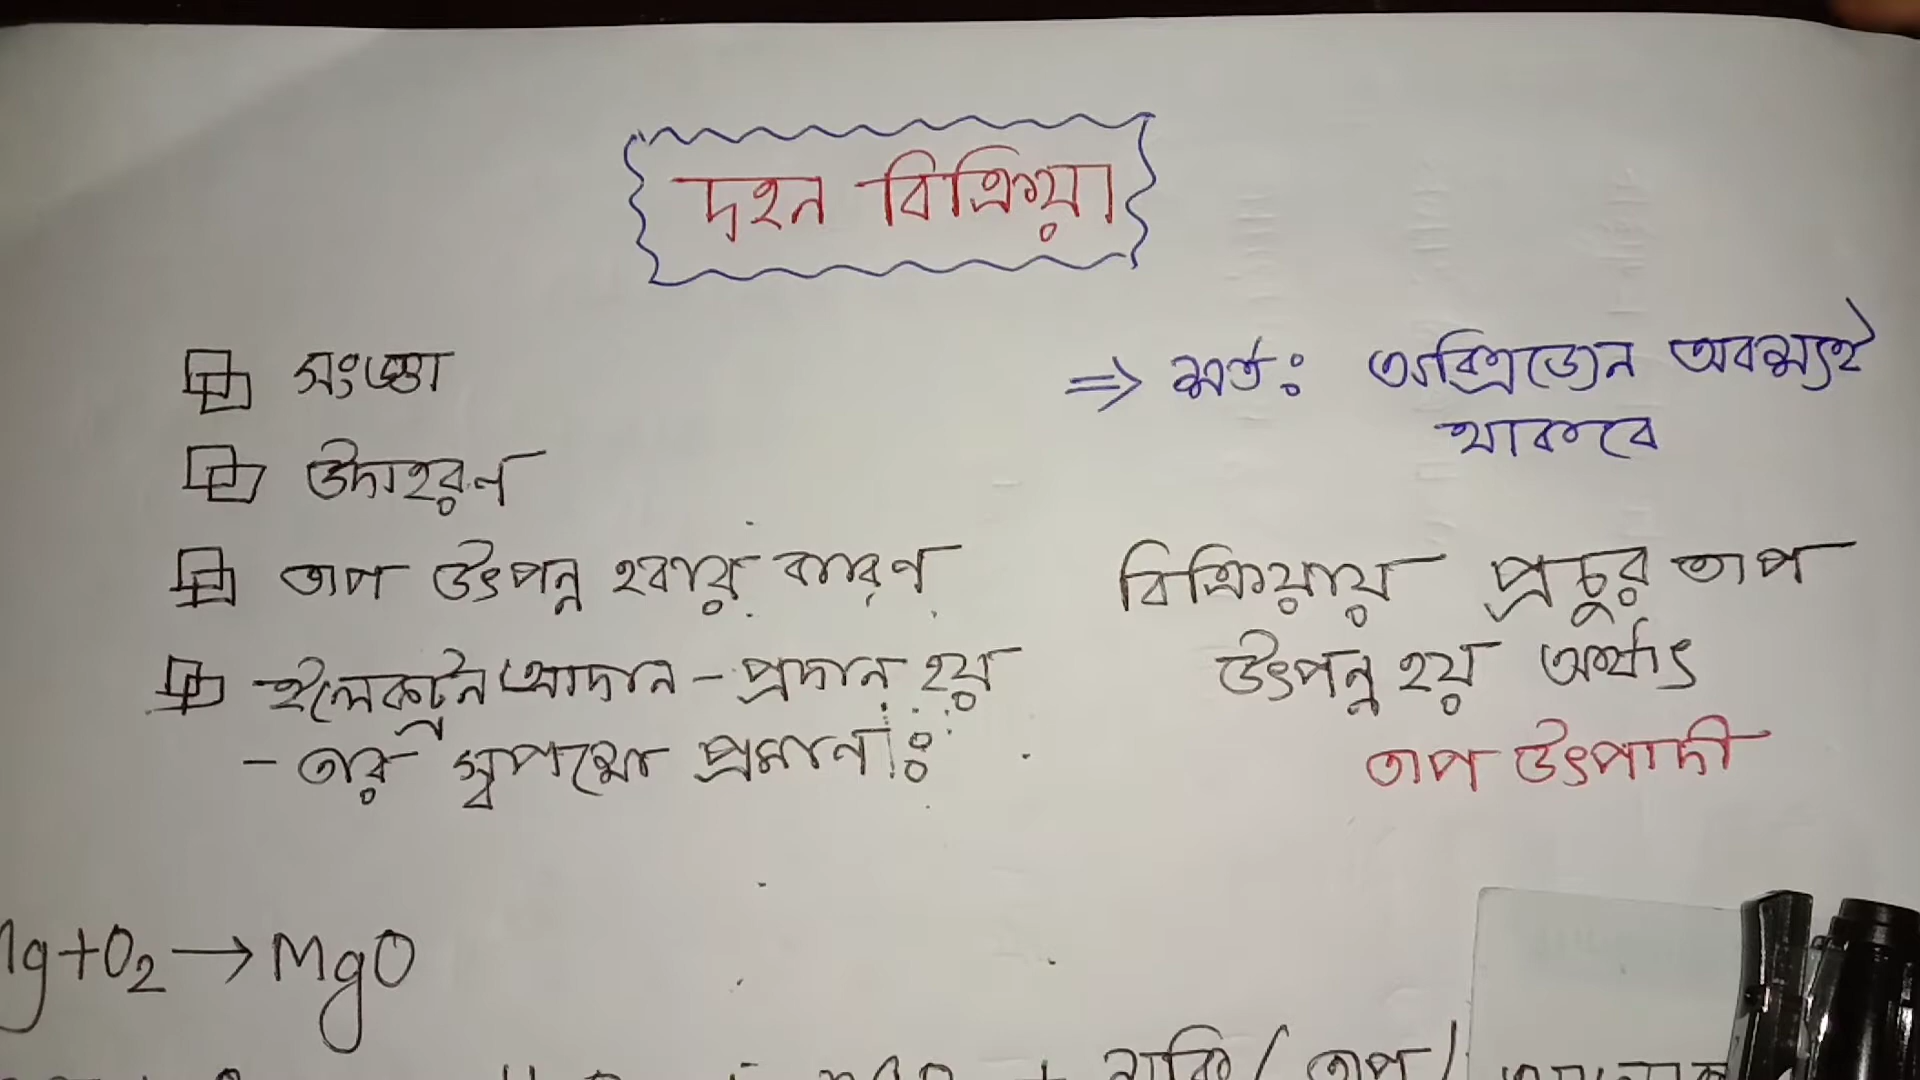 দহন বিক্রিয়া
সংজ্ঞা
উদাহরণ
তাপ উৎপন্ন হবার কারণ
ইলেকট্রন আদান - প্রদান হয়
- তার স্বপক্ষে প্রমাণ।:
⇒ শর্ত: অক্সিজেন অবশ্যই
থাকবে
বিক্রিয়ায় প্রচুর তাপ
উৎপন্ন হয় অর্থাৎ
তাপ উৎপাদী
Mg+O₂→MgO